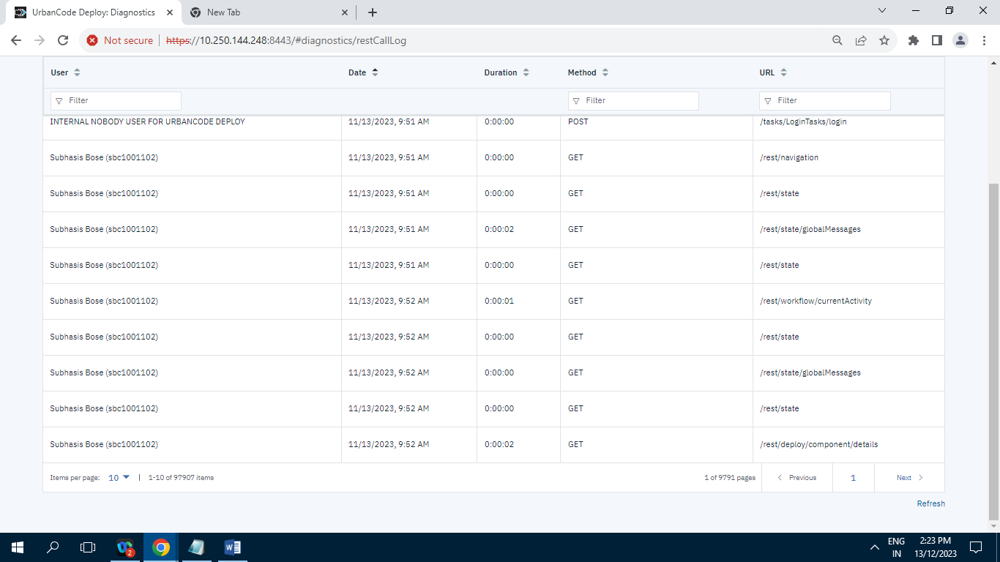 UrbanCode Deploy: Diagnostics
New Tab
Not secure
https://10.250.144.248:8443/#diagnostics/restCallLog
User Date Duration Method URL
Filter Filter Filter
INTERNAL NOBODY USER FOR URBANCODE DEPLOY 11/13/2023, 9:51 AM 0:00:00 POST /tasks/LoginTasks/login
Subhasis Bose (sbc1001102) 11/13/2023, 9:51 AM 0:00:00 GET /rest/navigation
Subhasis Bose (sbc1001102) 11/13/2023, 9:51 AM 0:00:00 GET /rest/state
Subhasis Bose (sbc1001102) 11/13/2023, 9:51 AM 0:00:02 GET /rest/state/globalMessages
Subhasis Bose (sbc1001102) 11/13/2023, 9:51 AM 0:00:00 GET /rest/state
Subhasis Bose (sbc1001102) 11/13/2023, 9:52 AM 0:00:01 GET /rest/workflow/currentActivity
Subhasis Bose (sbc1001102) 11/13/2023, 9:52 AM 0:00:00 GET /rest/state
Subhasis Bose (sbc1001102) 11/13/2023, 9:52 AM 0:00:00 GET /rest/state/globalMessages
Subhasis Bose (sbc1001102) 11/13/2023, 9:52 AM 0:00:00 GET /rest/state
Subhasis Bose (sbc1001102) 11/13/2023, 9:52 AM 0:00:02 GET /rest/deploy/component/details
Items per page: 10 | 1-10 of 97907 items 1 of 9791 pages Previous 1 Next
Refresh
2
ENG
IN
2:23 PM
13/12/2023